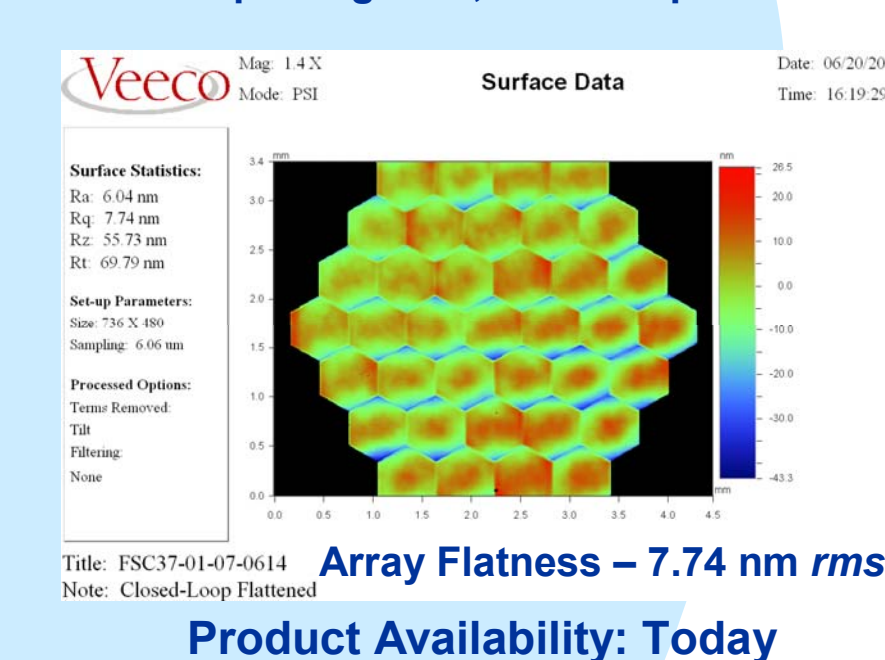 Veeco
Mag: 1.4 X
Mode: PSI
Surface Data
Date: 06/20/20
Time: 16:19:29
Surface Statistics:
Ra: 6.04 nm
Rq: 7.74 nm
Rz: 55.73 nm
Rt: 69.79 nm
Set-up Parameters:
Size: 736 X 480
Sampling: 6.06 um
Processed Options:
Terms Removed:
Tilt
Filtering:
None
mm
3.4
3.0
2.5
2.0
1.5
1.0
0.5
0.0
0.0 0.5 1.0 1.5 2.0 2.5 3.0 3.5 4.0 4.5
mm
nm
26.5
20.0
10.0
0.0
-10.0
-20.0
-30.0
-43.3
Title: FSC37-01-07-0614
Note: Closed-Loop Flattened
Array Flatness – 7.74 nm rms
Product Availability: Today